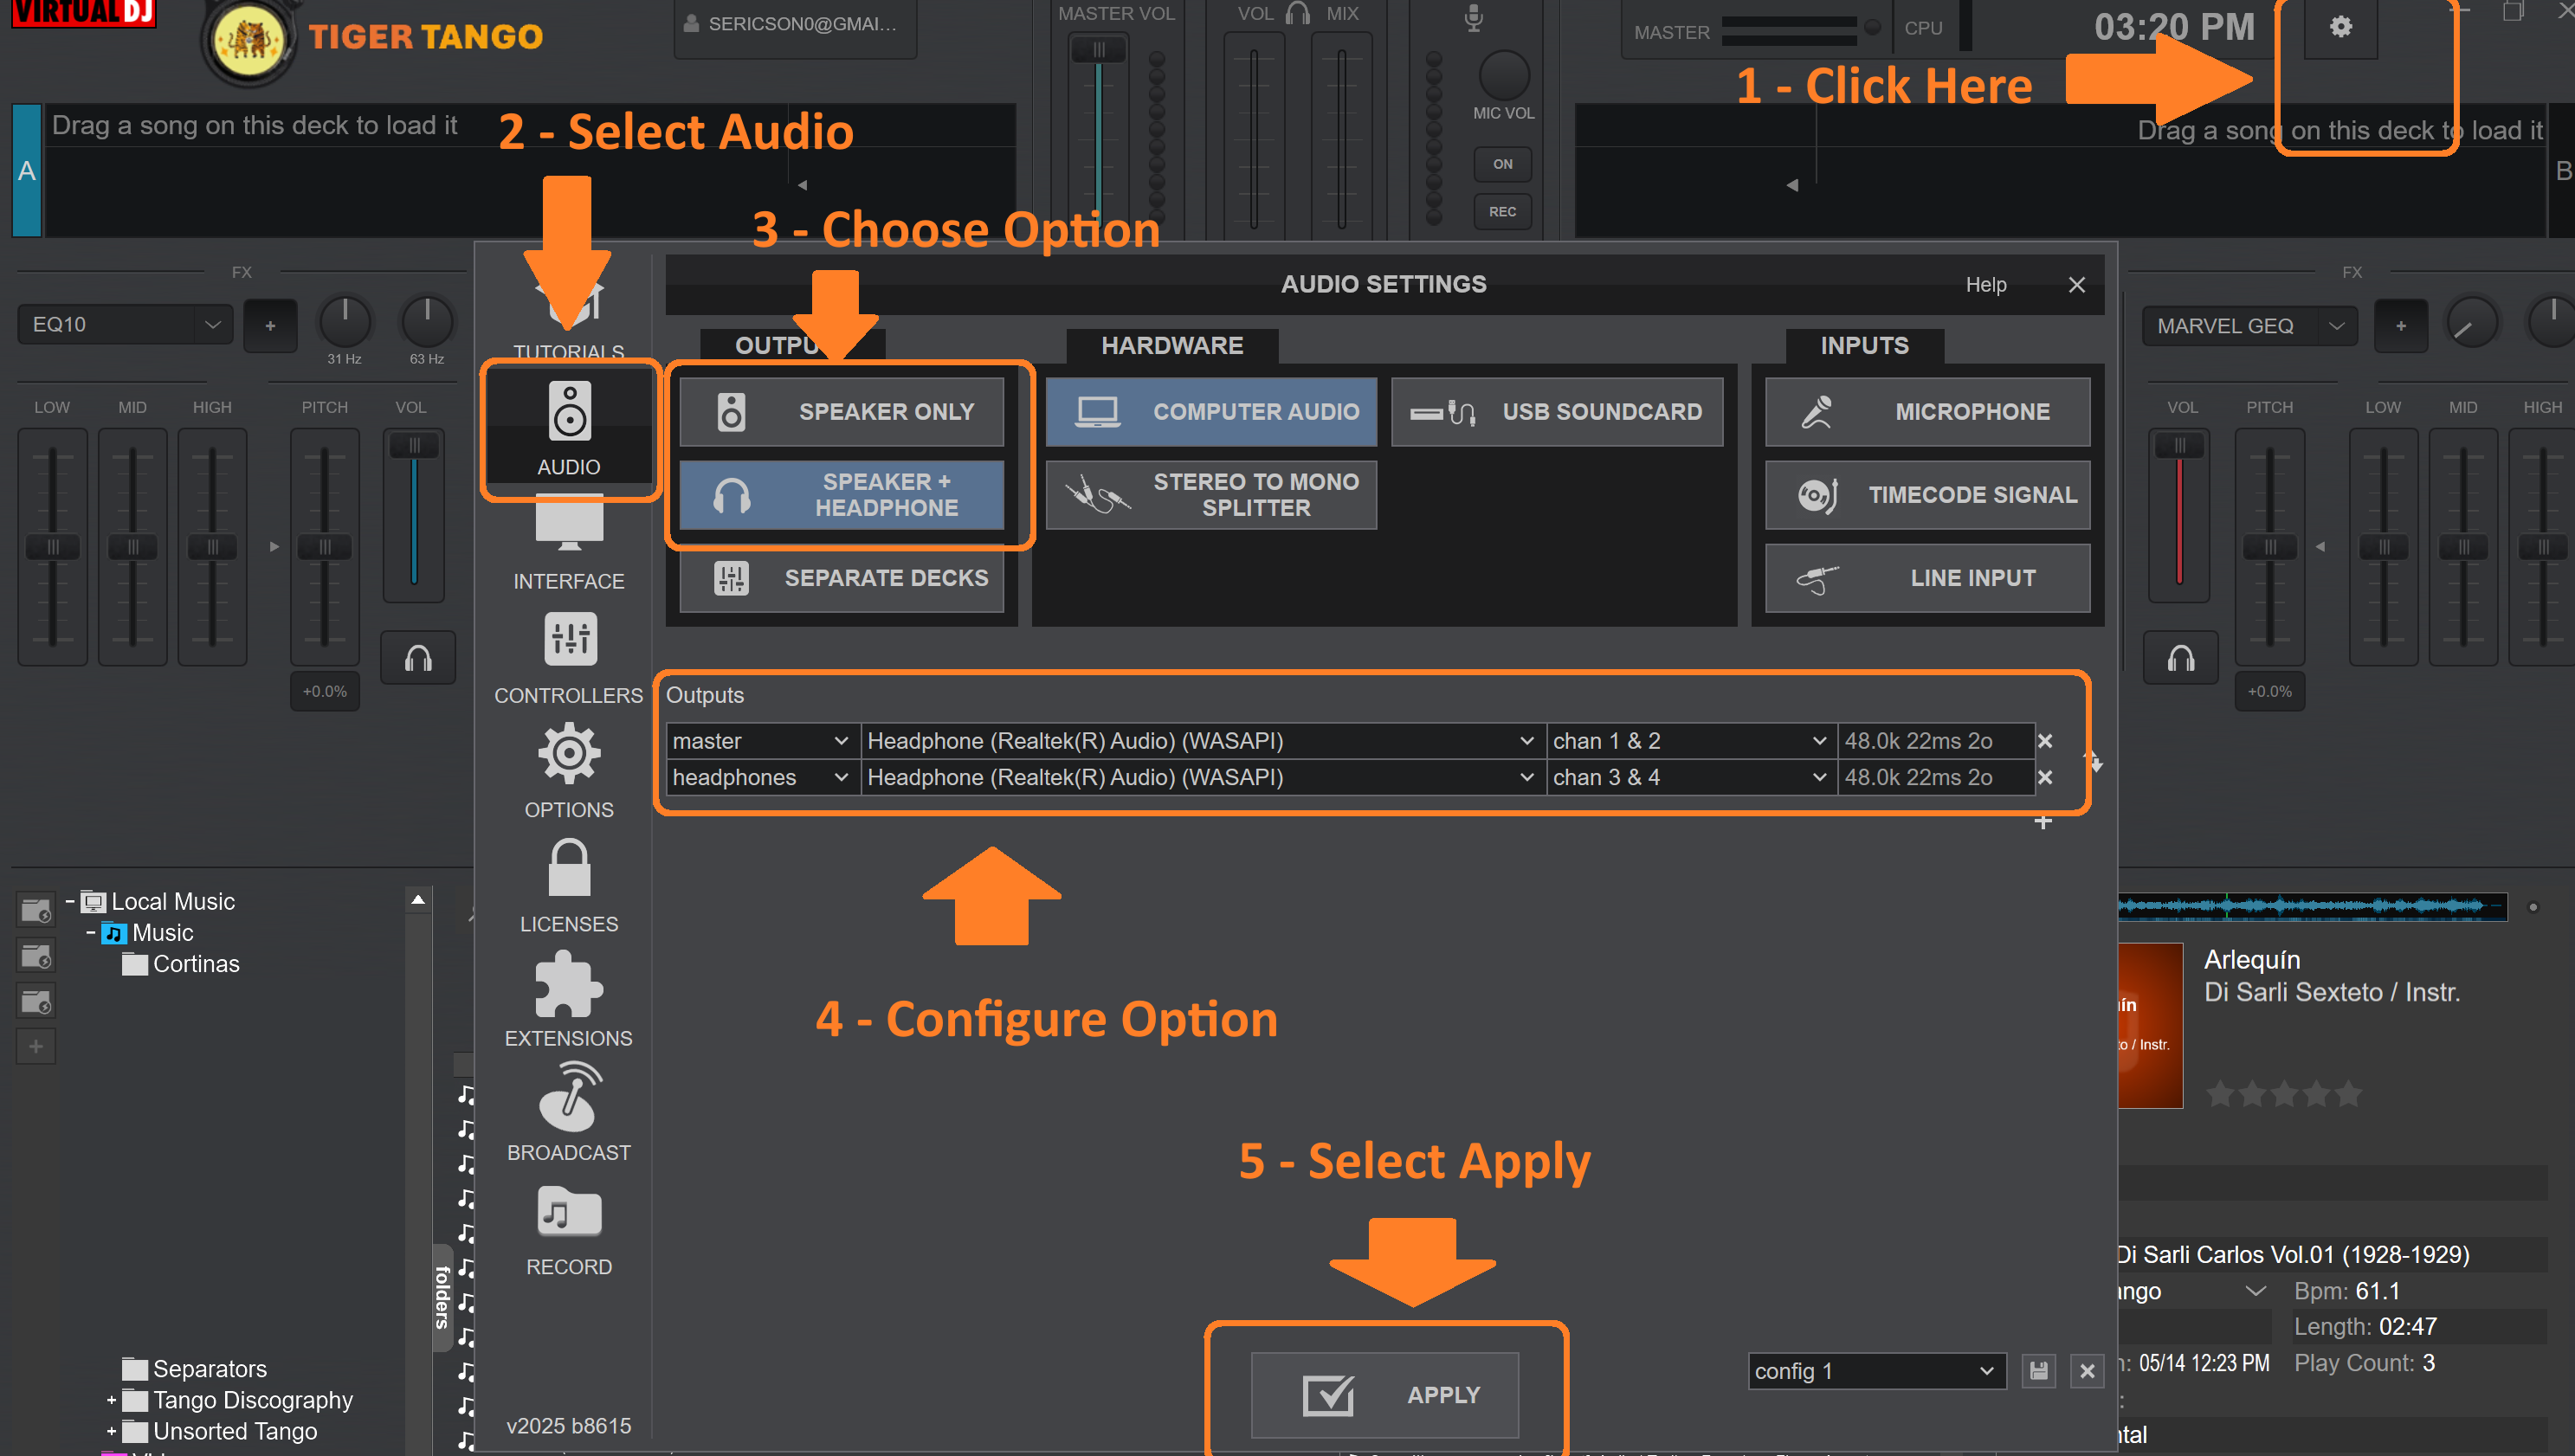 VIRTUAL DJ
TIGER TANGO
SERICSON0@GMAI...
MASTER VOL
VOL
MIX
MASTER
CPU
03:20 PM
1 - Click Here
MIC VOL
ON
REC
A
Drag a song on this deck to load it
Drag a song on this deck to load it
B
2 - Select Audio
3 - Choose Option
FX
EQ10
+
31 Hz
63 Hz
LOW
MID
HIGH
PITCH
VOL
+0.0%
FX
MARVEL GEQ
+
VOL
PITCH
LOW
MID
HIGH
+0.0%
AUDIO SETTINGS
Help
TUTORIALS
AUDIO
INTERFACE
CONTROLLERS
OPTIONS
LICENSES
EXTENSIONS
BROADCAST
RECORD
v2025 b8615
HARDWARE
INPUTS
SPEAKER ONLY
SPEAKER +
HEADPHONE
SEPARATE DECKS
COMPUTER AUDIO
USB SOUNDCARD
STEREO TO MONO
SPLITTER
MICROPHONE
TIMECODE SIGNAL
LINE INPUT
Outputs
master Headphone (Realtek(R) Audio) (WASAPI) chan 1 & 2 48.0k 22ms 2o
headphones Headphone (Realtek(R) Audio) (WASAPI) chan 3 & 4 48.0k 22ms 2o
+
4 - Configure Option
5 - Select Apply
APPLY
config 1
Local Music
Music
Cortinas
Separators
Tango Discography
Unsorted Tango
folders
Arlequín
Di Sarli Sexteto / Instr.
/ Instr.
Di Sarli Carlos Vol.01 (1928-1929)
Bpm: 61.1
Length: 02:47
05/14 12:23 PM
Play Count: 3